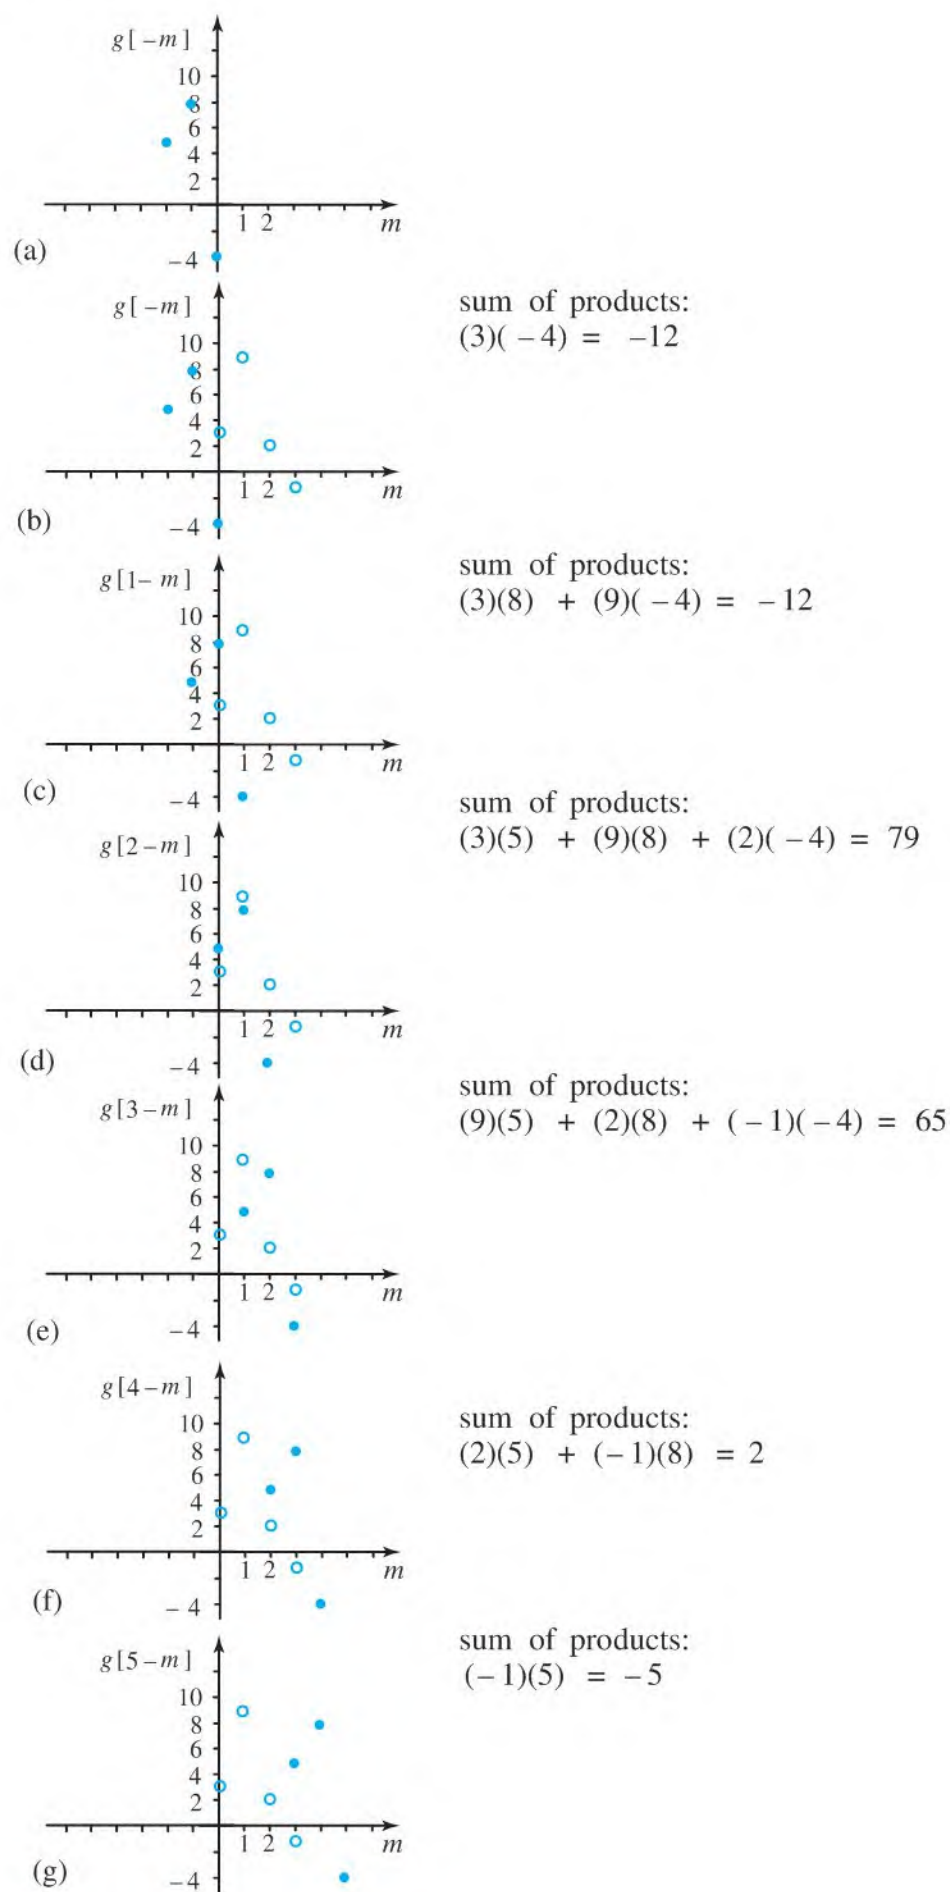 g[ −m ]
10
8
6
4
2
1 2
m
−4
(a)
g[ −m ]
10
8
6
4
2
1 2
m
−4
(b)
sum of products:
(3)( −4) = −12
g[1− m]
10
8
6
4
2
1 2
m
−4
(c)
sum of products:
(3)(8) + (9)( −4) = −12
g[2−m]
10
8
6
4
2
1 2
m
−4
(d)
sum of products:
(3)(5) + (9)(8) + (2)( −4) = 79
g[3−m]
10
8
6
4
2
1 2
m
−4
(e)
sum of products:
(9)(5) + (2)(8) + (−1)(−4) = 65
g[4−m]
10
8
6
4
2
1 2
m
− 4
(f)
sum of products:
(2)(5) + (−1)(8) = 2
g[5−m]
10
8
6
4
2
1 2
m
−4
(g)
sum of products:
(−1)(5) = −5